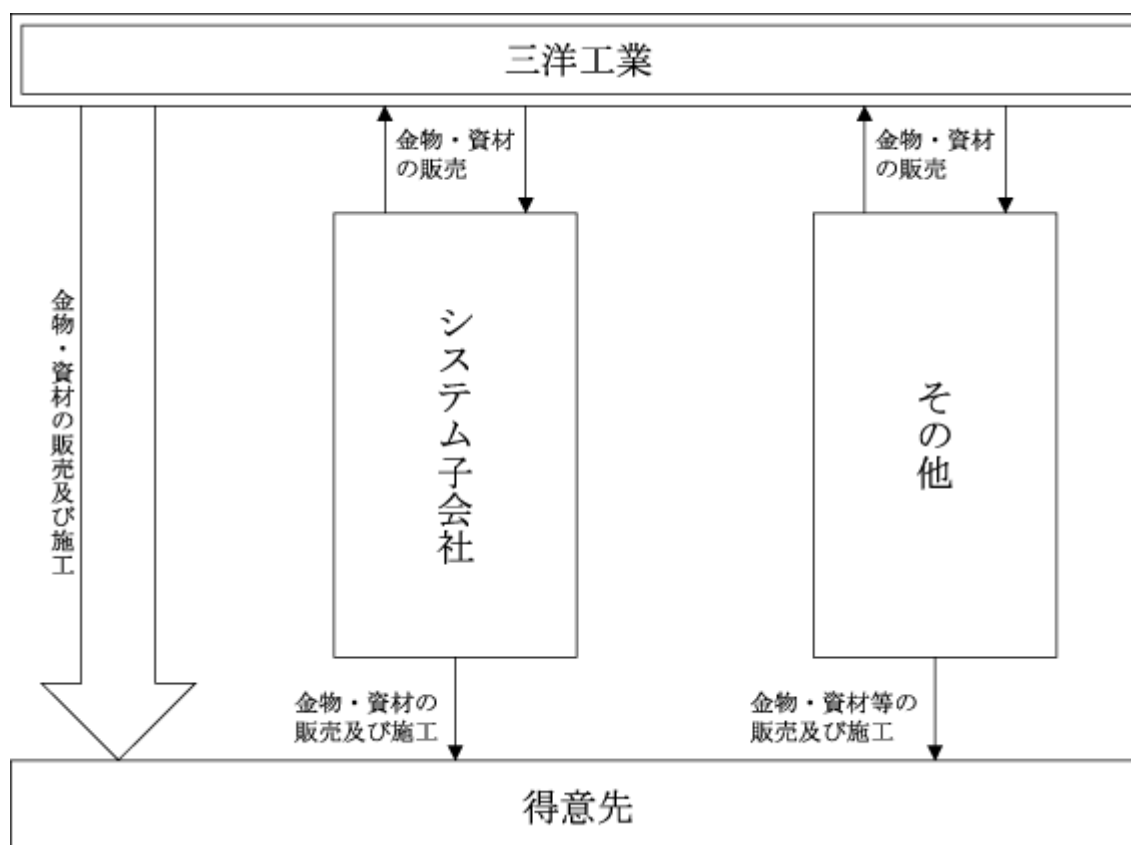 三洋工業
金物・資材
の販売
金物・資材
の販売
金物・資材の販売及び施工
システム子会社
その他
金物・資材の
販売及び施工
金物・資材等の
販売及び施工
得意先